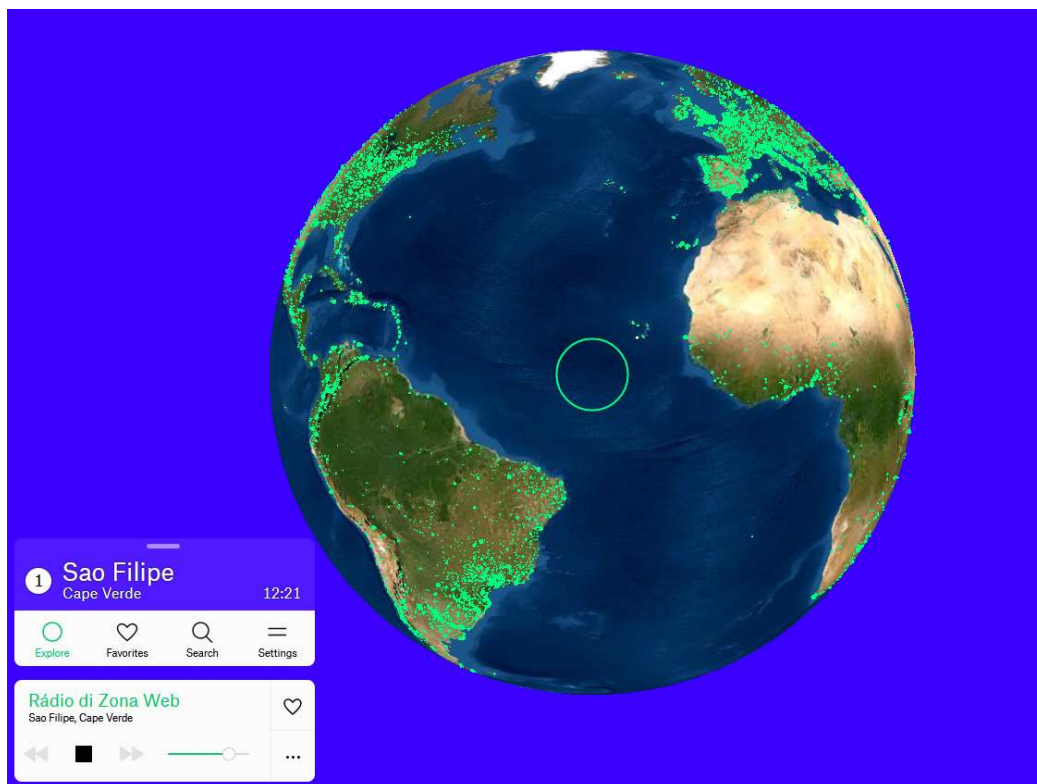 1
Sao Filipe
Cape Verde
12:21
Explore
Favorites
Search
Settings
Rádio di Zona Web
Sao Filipe, Cape Verde